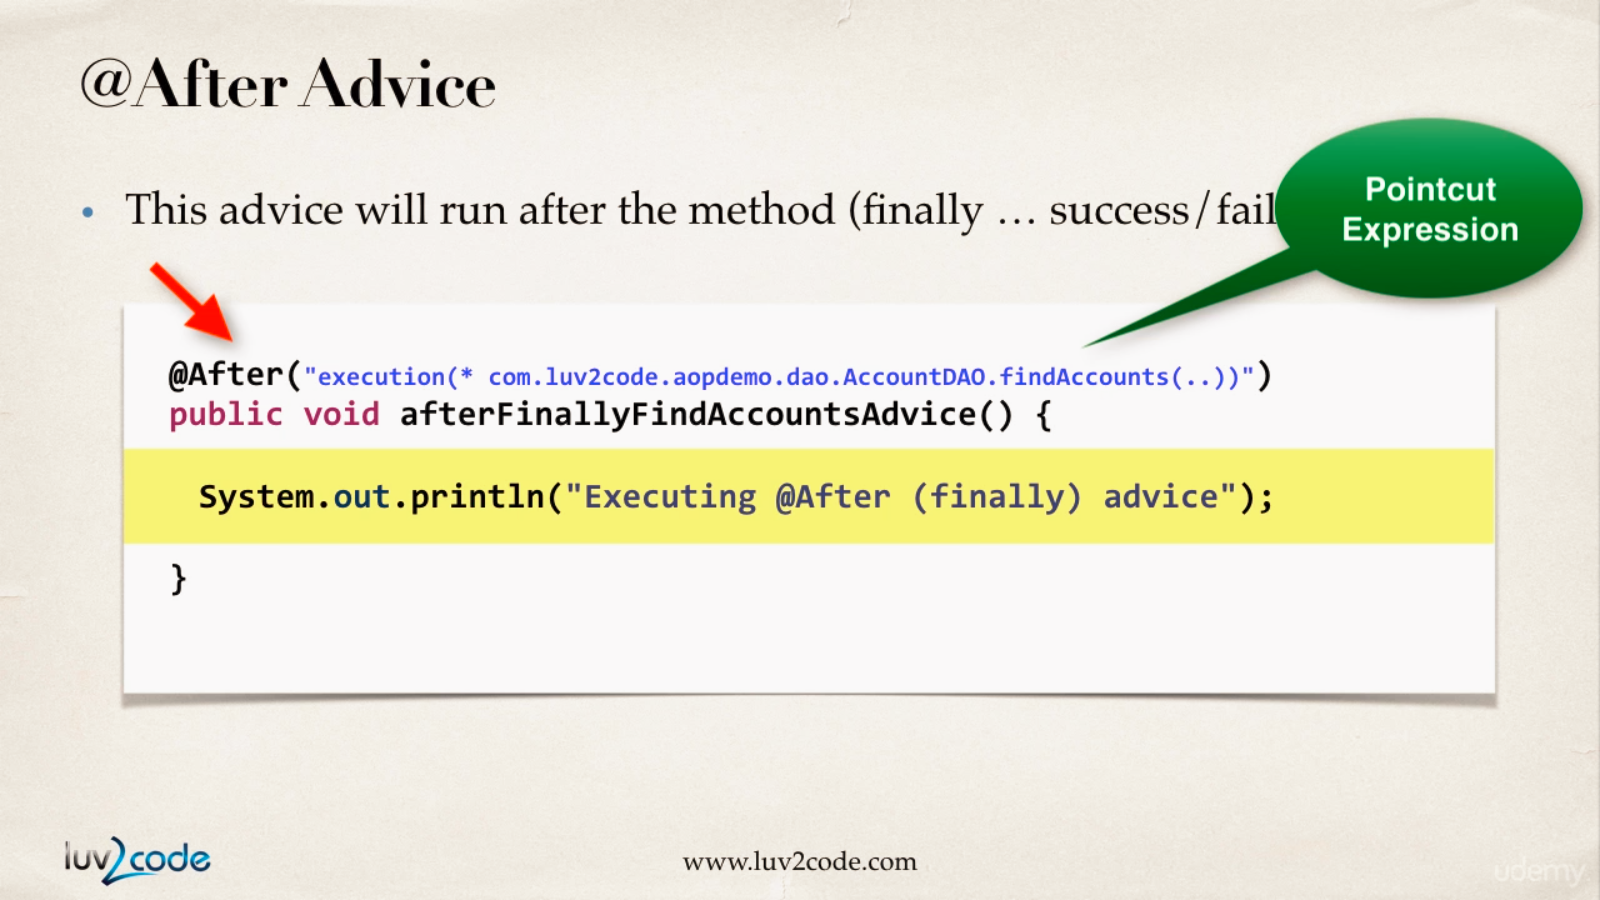 @After Advice
• This advice will run after the method (finally … success/fail
Pointcut
Expression
@After("execution(* com.luv2code.aopdemo.dao.AccountDAO.findAccounts(..))")
public void afterFinallyFindAccountsAdvice() {
System.out.println("Executing @After (finally) advice");
}
luv2code
www.luv2code.com
udemy